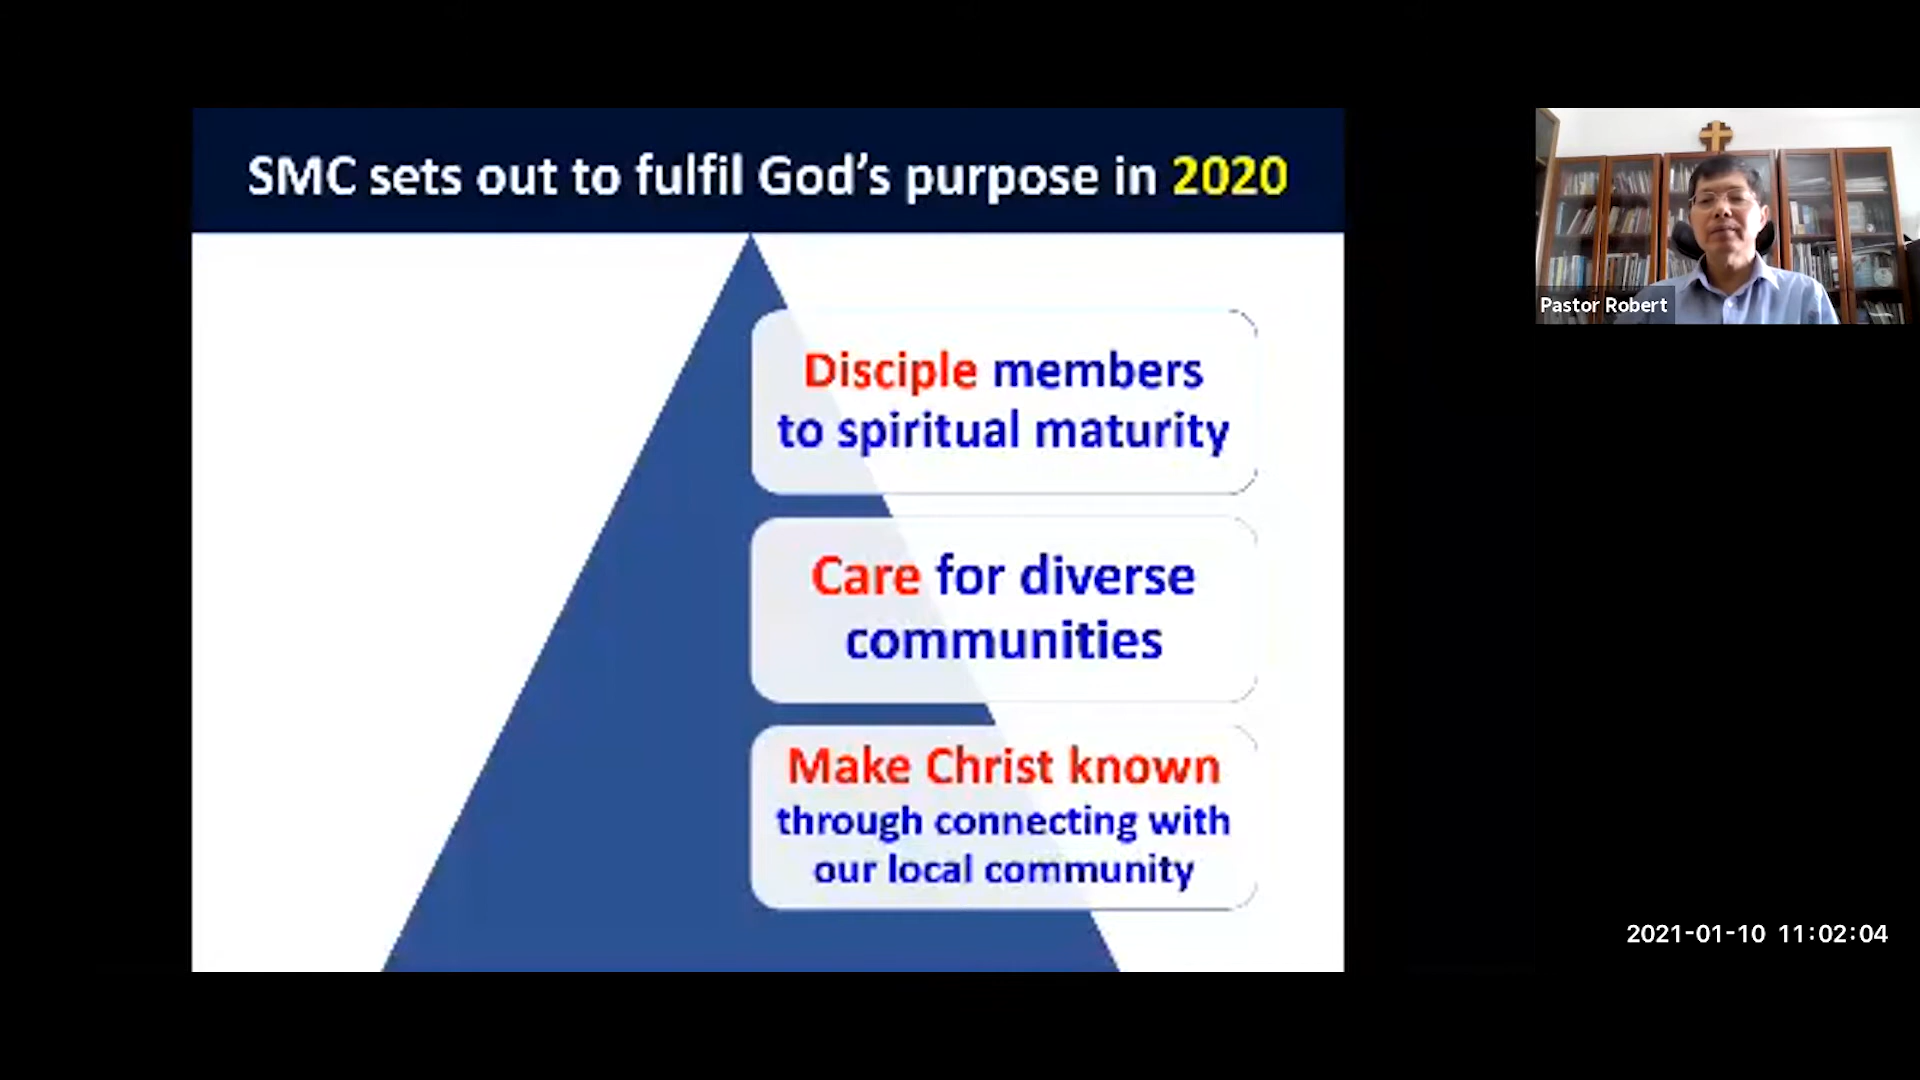 SMC sets out to fulfil God's purpose in 2020
Disciple members
to spiritual maturity
Care for diverse
communities
Make Christ known
through connecting with
our local community
Pastor Robert
2021-01-10 11:02:04